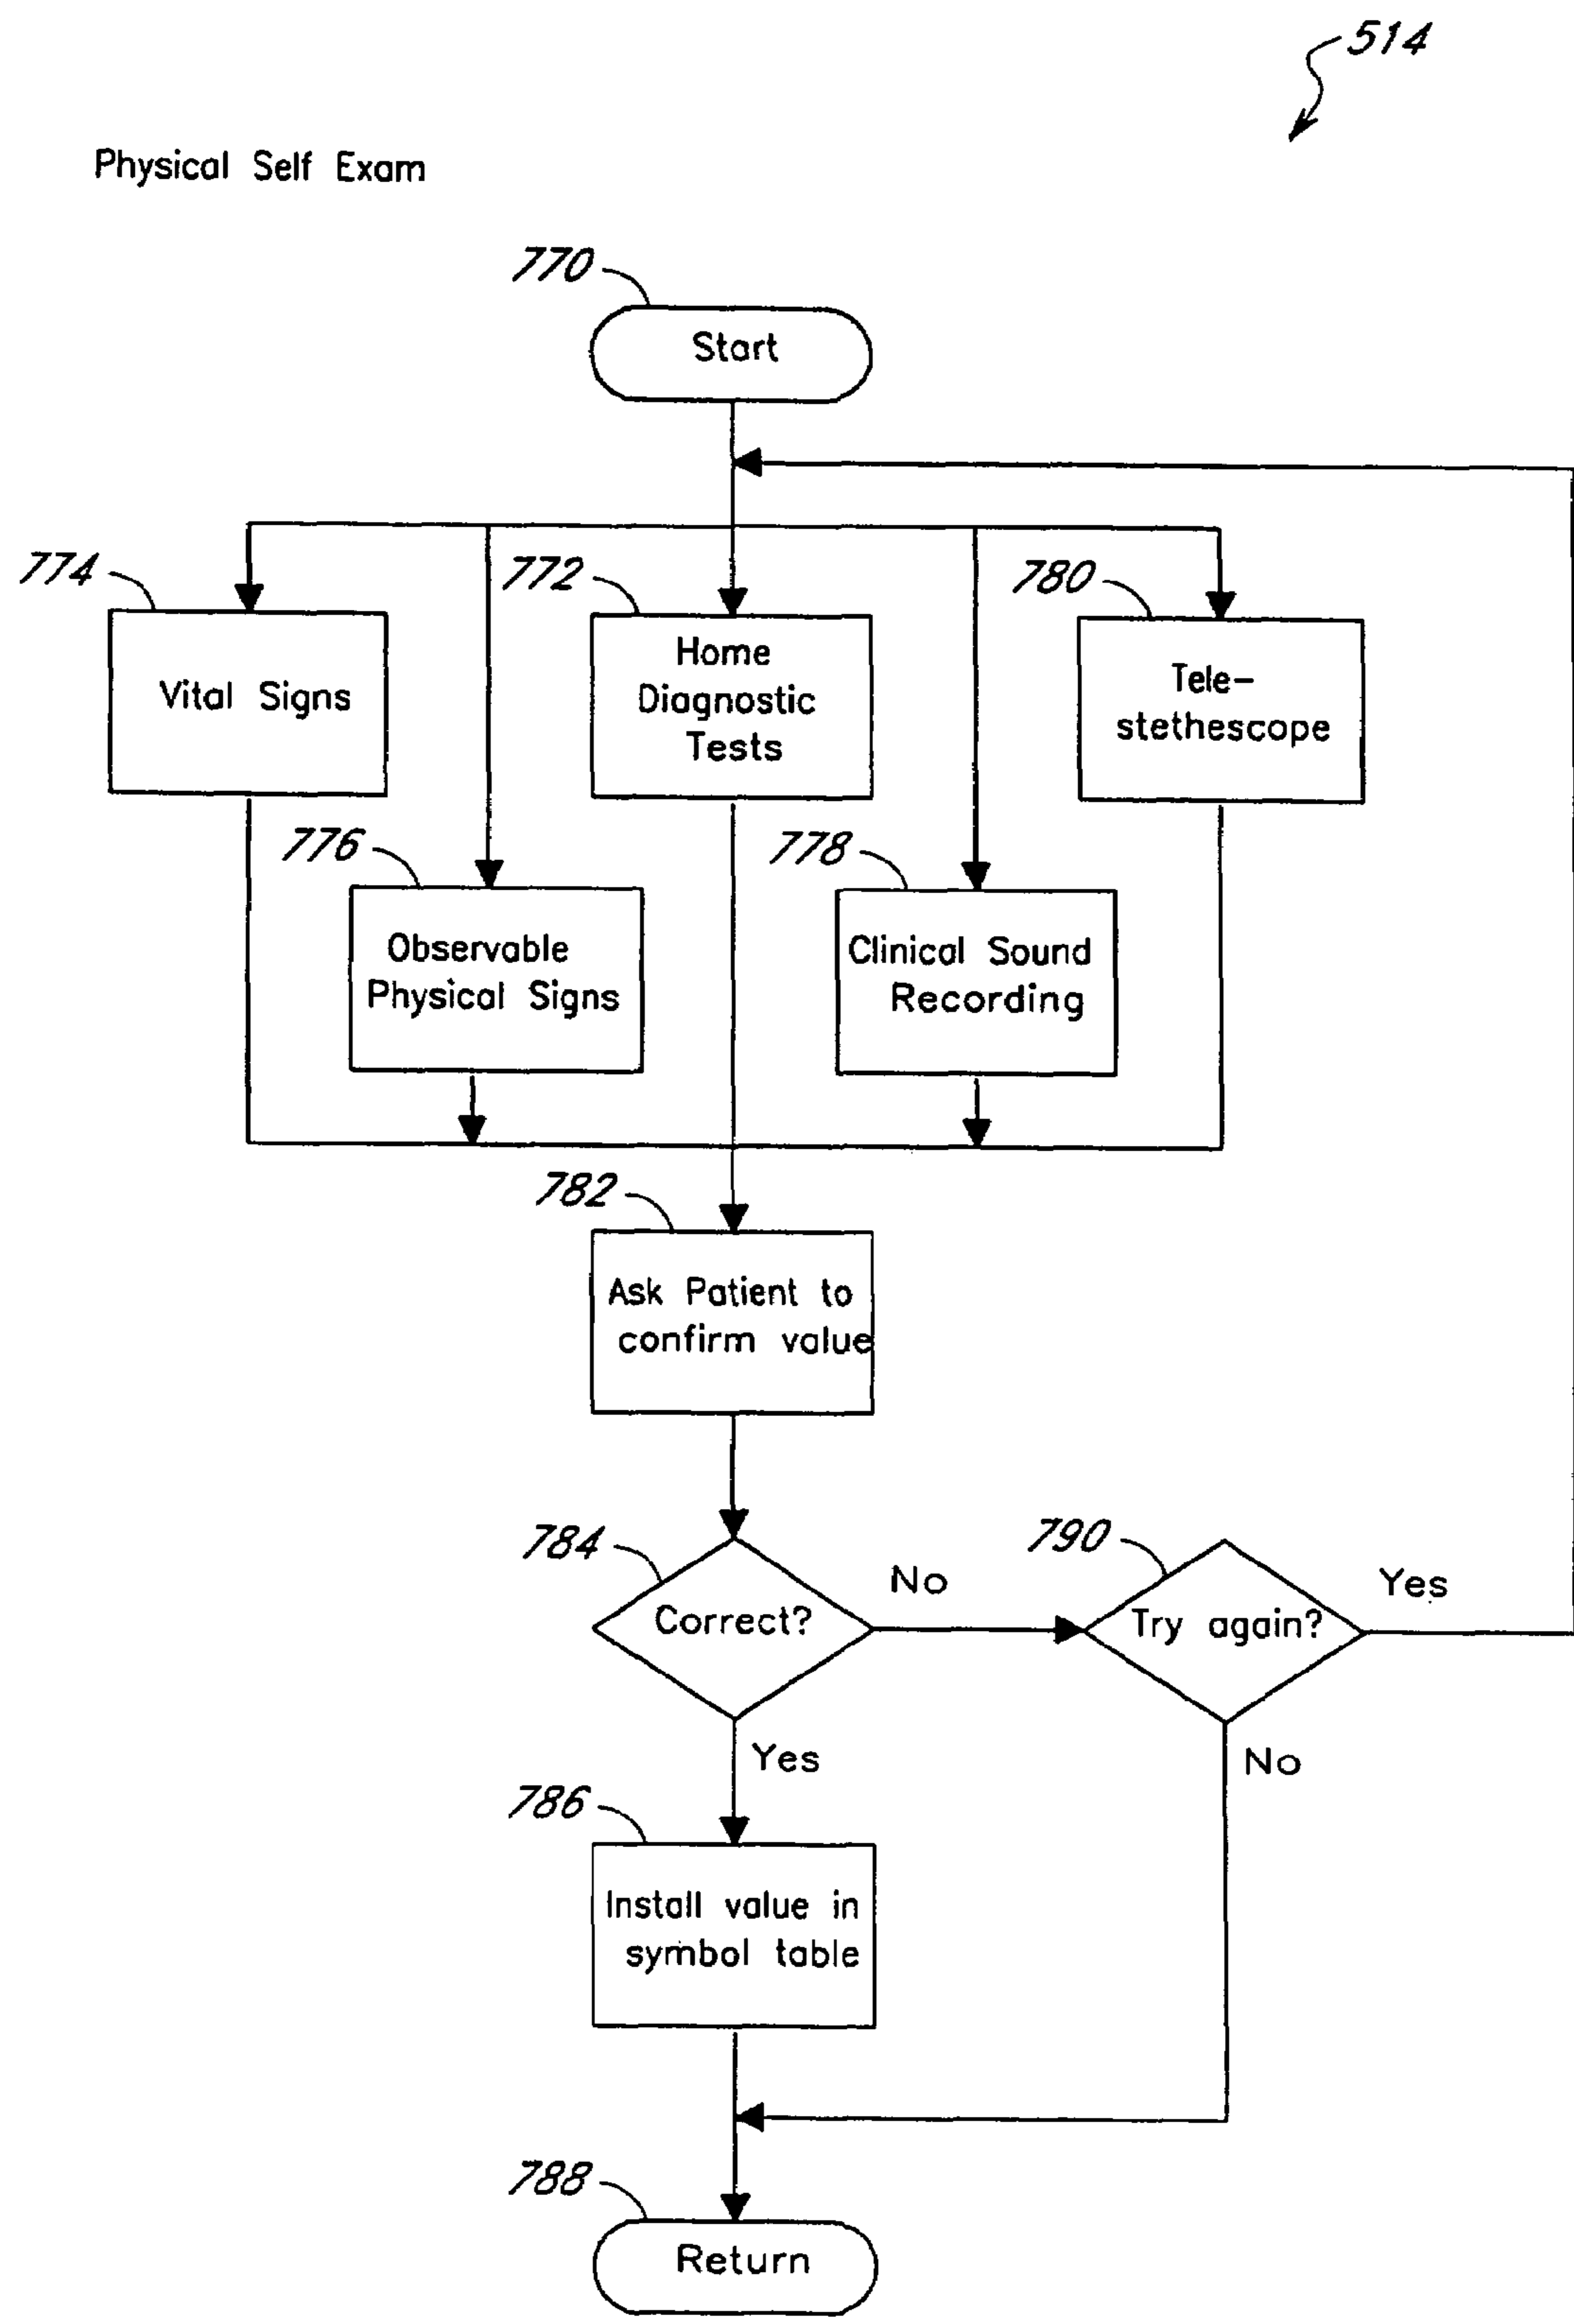 514
Physical Self Exam
770
Start
774
772
780
Vital Signs
Home
Diagnostic
Tests
Tele-
stethescope
776
778
Observable
Physical Signs
Clinical Sound
Recording
782
Ask Patient to
confirm value
784
790
Correct?
No
Try again?
Yes
Yes
No
786
Install value in
symbol table
788
Return